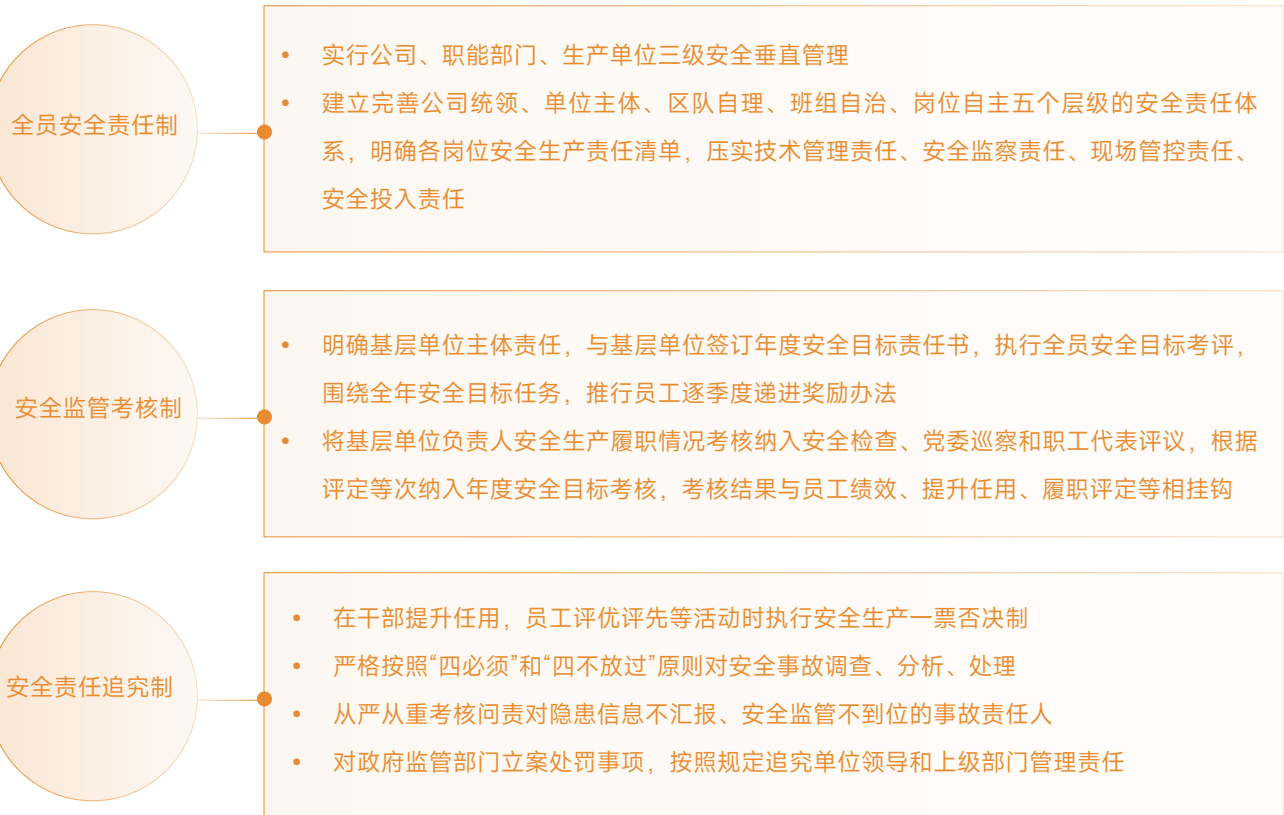 全员安全责任制
• 实行公司、职能部门、生产单位三级安全垂直管理
• 建立完善公司统领、单位主体、区队自理、班组自治、岗位自主五个层级的安全责任体
系，明确各岗位安全生产责任清单，压实技术管理责任、安全监察责任、现场管控责任、
安全投入责任
安全监管考核制
• 明确基层单位主体责任，与基层单位签订年度安全目标责任书，执行全员安全目标考评，
围绕全年安全目标任务，推行员工逐季度递进奖励办法
• 将基层单位负责人安全生产履职情况考核纳入安全检查、党委巡察和职工代表评议，根据
评定等次纳入年度安全目标考核，考核结果与员工绩效、提升任用、履职评定等相挂钩
安全责任追究制
• 在干部提升任用，员工评优评先等活动时执行安全生产一票否决制
• 严格按照“四必须”和“四不放过”原则对安全事故调查、分析、处理
• 从严从重考核问责对隐患信息不汇报、安全监管不到位的事故责任人
• 对政府监管部门立案处罚事项，按照规定追究单位领导和上级部门管理责任